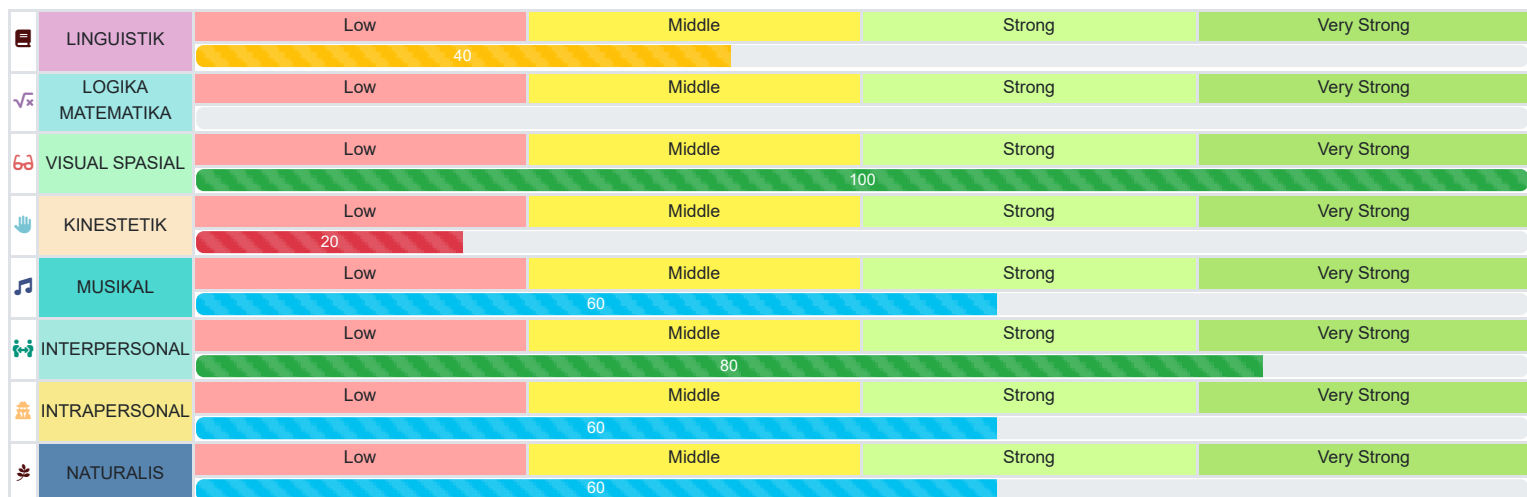 Low Middle Strong Very Strong
LINGUISTIK
40
Low Middle Strong Very Strong
LOGIKA
MATEMATIKA
Low Middle Strong Very Strong
VISUAL SPASIAL
100
Low Middle Strong Very Strong
KINESTETIK
20
Low Middle Strong Very Strong
MUSIKAL
60
Low Middle Strong Very Strong
INTERPERSONAL
80
Low Middle Strong Very Strong
INTRAPERSONAL
60
Low Middle Strong Very Strong
NATURALIS
60